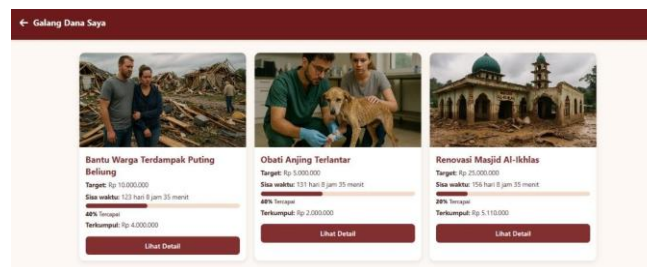 ← Galang Dana Saya
Bantu Warga Terdampak Puting
Beliung
Target: Rp 10.000.000
Sisa waktu: 123 hari 8 jam 35 menit
40% Tercapai
Terkumpul: Rp 4.000.000
Lihat Detail
Obati Anjing Terlantar
Target: Rp 5.000.000
Sisa waktu: 131 hari 8 jam 35 menit
40% Tercapai
Terkumpul: Rp 2.000.000
Lihat Detail
Renovasi Masjid Al-Ikhlas
Target: Rp 25.000.000
Sisa waktu: 156 hari 8 jam 35 menit
20% Tercapai
Terkumpul: Rp 5.110.000
Lihat Detail